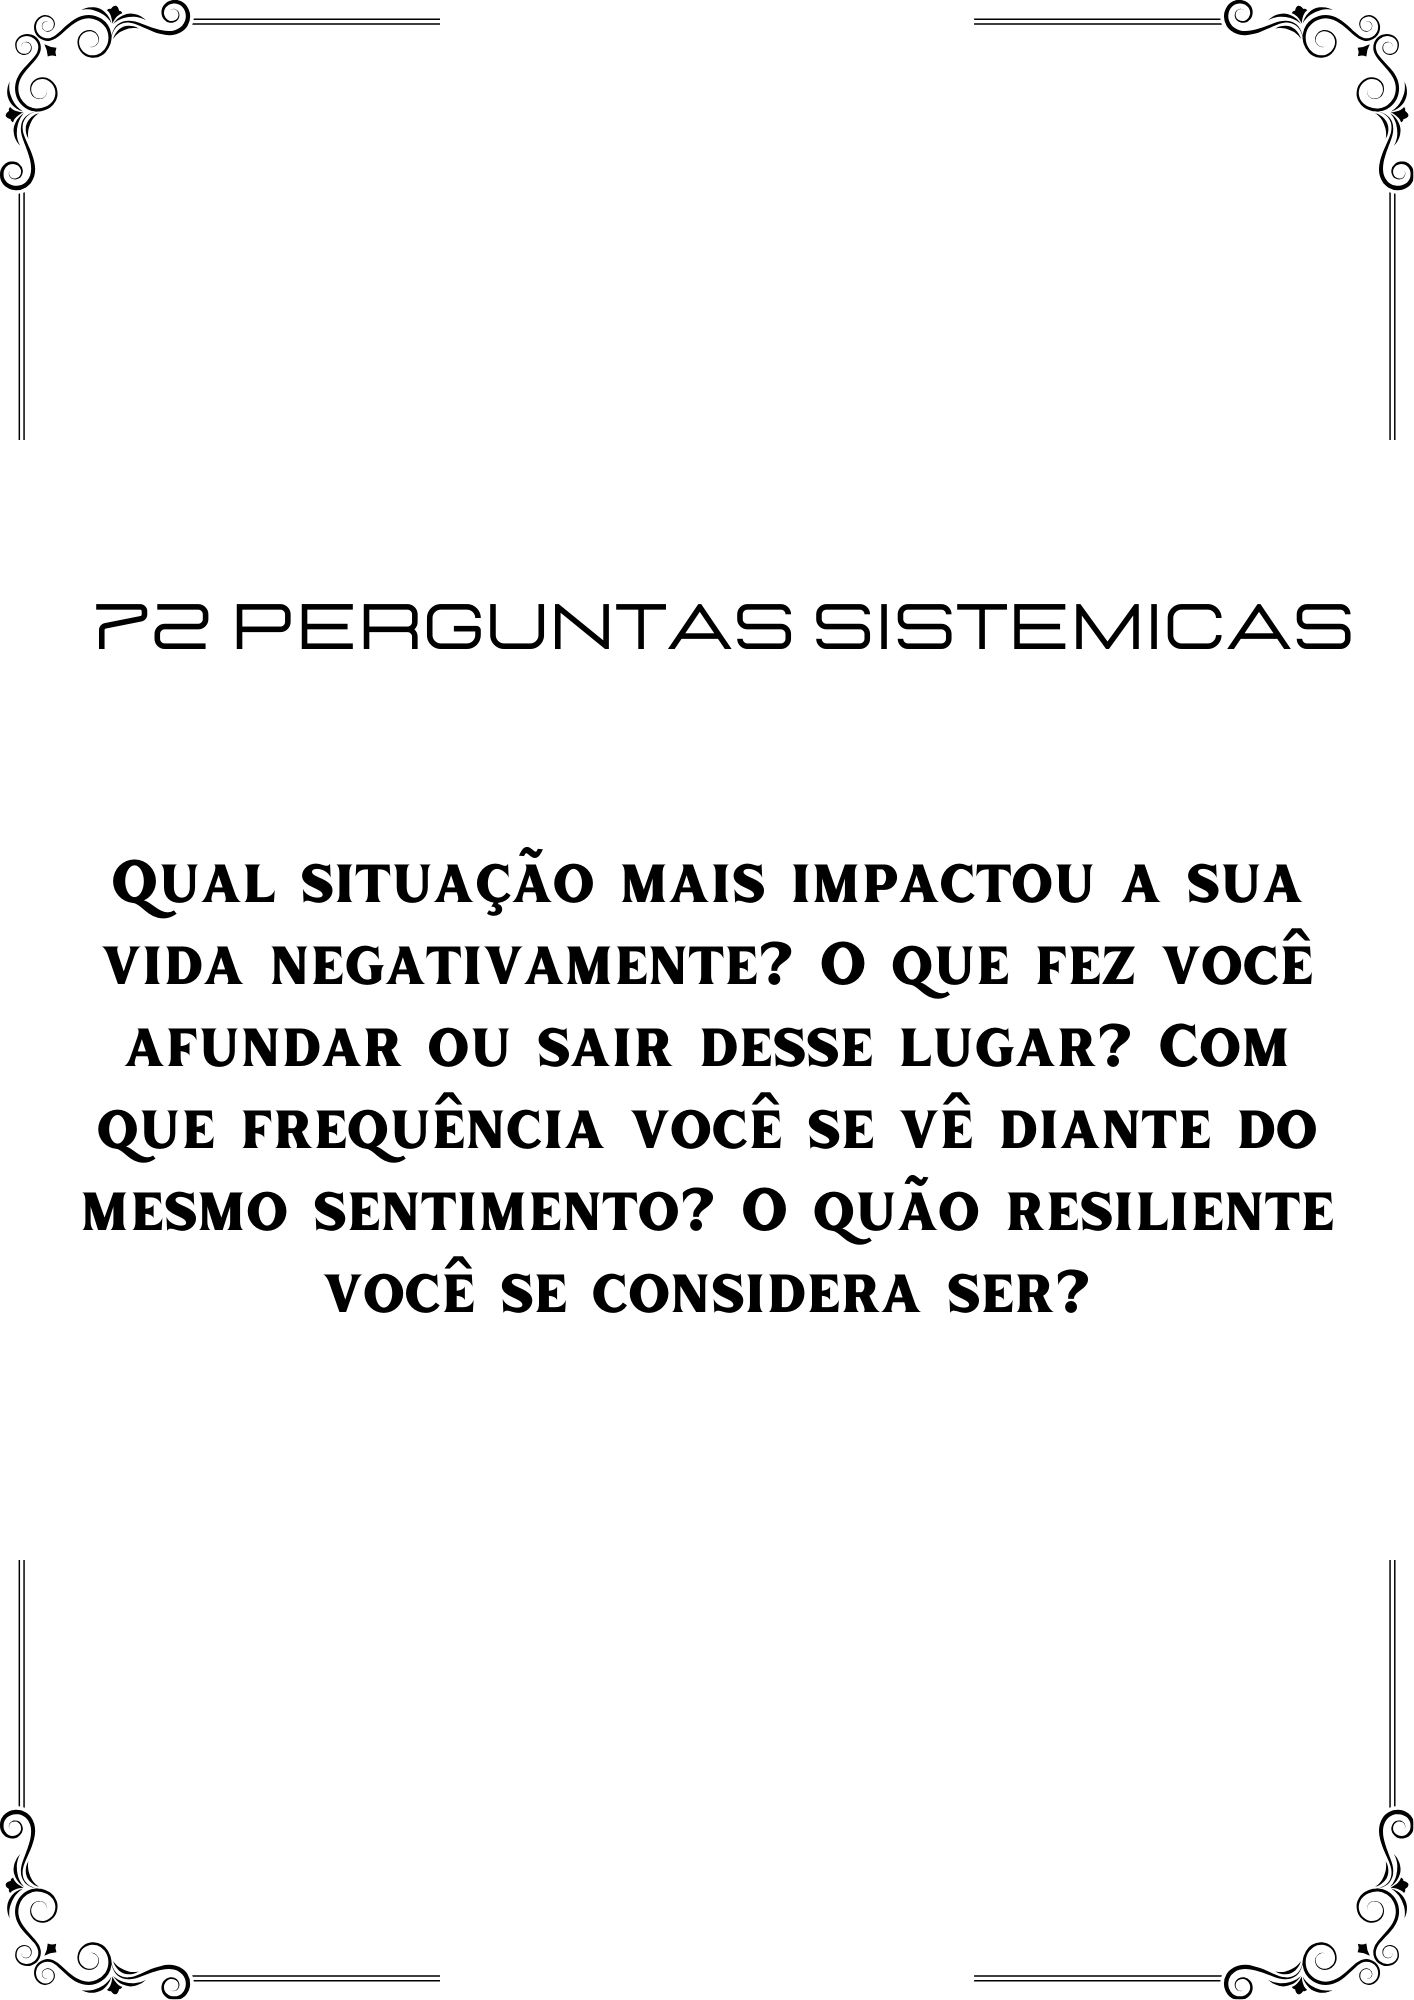 72 PERGUNTAS SISTEMICAS
Qual situação mais impactou a sua
vida negativamente? O que fez você
afundar ou sair desse lugar? Com
que frequência você se vê diante do
mesmo sentimento? O quão resiliente
você se considera ser?